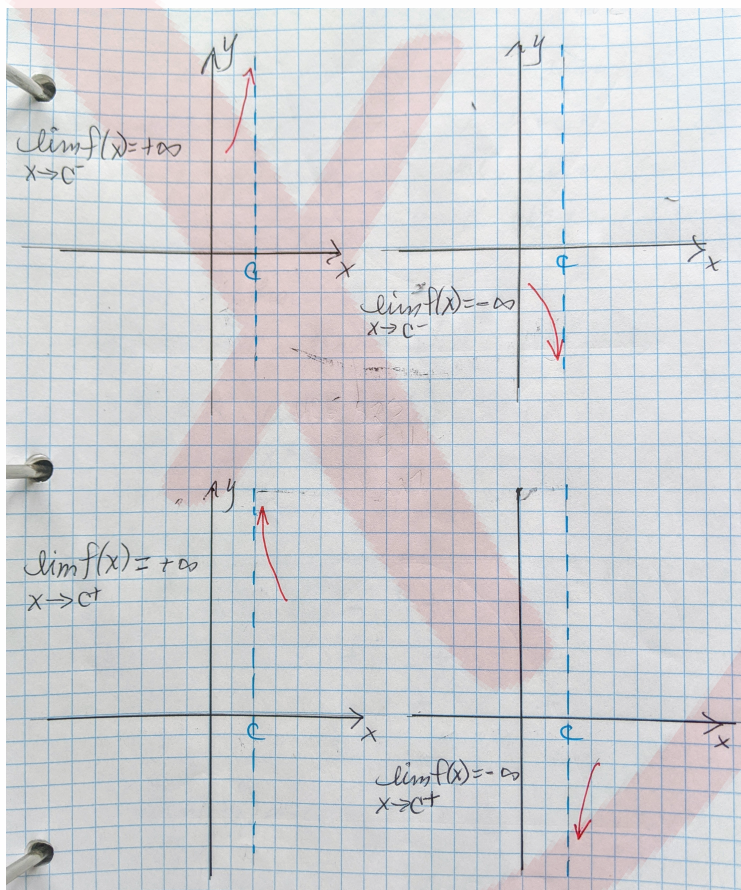 y
lim f(x) = +∞
x→c⁻
c
x
y
c
x
lim f(x) = -∞
x→c⁻
y
lim f(x) = +∞
x→c⁺
c
x
c
x
lim f(x) = -∞
x→c⁺